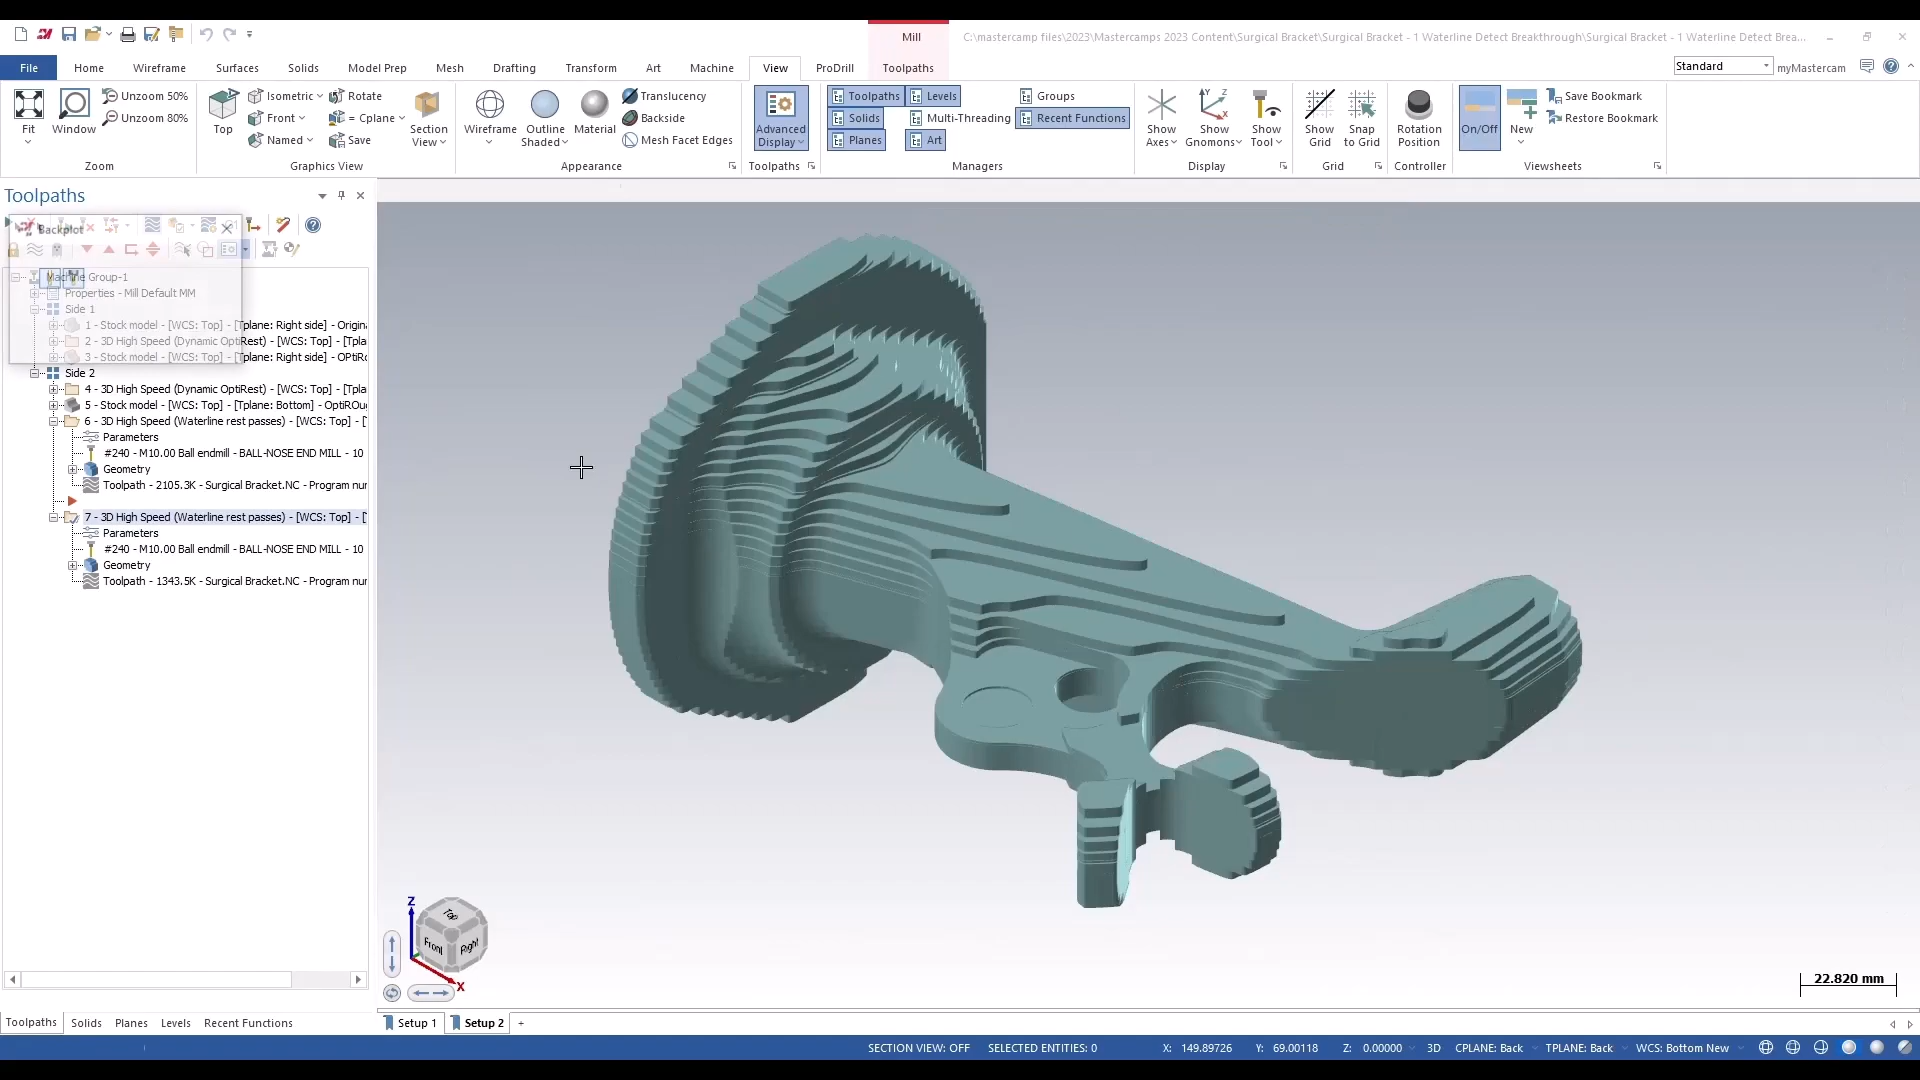 Mill
C:\mastercamp files\2023\Mastercamps 2023 Content\Surgical Bracket\Surgical Bracket - 1 Waterline Detect Breakthrough\Surgical Bracket - 1 Waterline Detect Brea...
File Home Wireframe Surfaces Solids Model Prep Mesh Drafting Transform Art Machine View ProDrill Toolpaths
Standard myMastercam
Fit Window Unzoom 50% Unzoom 80%
Zoom
Top Isometric Front Named Rotate = Cplane Save Section View
Graphics View
Wireframe Outline Shaded Material Translucency Backside Mesh Facet Edges
Appearance
Advanced Display
Toolpaths
Toolpaths Levels Groups
Solids Multi-Threading Recent Functions
Planes Art
Managers
Show Axes Show Gnomons Show Tool
Display
Show Grid Snap to Grid
Grid
Rotation Position
Controller
On/Off New Save Bookmark Restore Bookmark
Viewsheets
Toolpaths
Backplot
Machine Group-1
Properties - Mill Default MM
Side 1
1 - Stock model - [WCS: Top] - [Tplane: Right side] - Origina
2 - 3D High Speed (Dynamic OptiRest) - [WCS: Top] - [Tpla
3 - Stock model - [WCS: Top] - [Tplane: Right side] - OPtiRo
Side 2
4 - 3D High Speed (Dynamic OptiRest) - [WCS: Top] - [Tpla
5 - Stock model - [WCS: Top] - [Tplane: Bottom] - OptiROu
6 - 3D High Speed (Waterline rest passes) - [WCS: Top] - [
Parameters
#240 - M10.00 Ball endmill - BALL-NOSE END MILL - 10
Geometry
Toolpath - 2105.3K - Surgical Bracket.NC - Program nur
7 - 3D High Speed (Waterline rest passes) - [WCS: Top] - [
Parameters
#240 - M10.00 Ball endmill - BALL-NOSE END MILL - 10
Geometry
Toolpath - 1343.5K - Surgical Bracket.NC - Program nur
Z
Top
Front Right
X
22.820 mm
Toolpaths Solids Planes Levels Recent Functions
Setup 1 Setup 2 +
SECTION VIEW: OFF SELECTED ENTITIES: 0 X: 149.89726 Y: 69.00118 Z: 0.00000 3D CPLANE: Back TPLANE: Back WCS: Bottom New